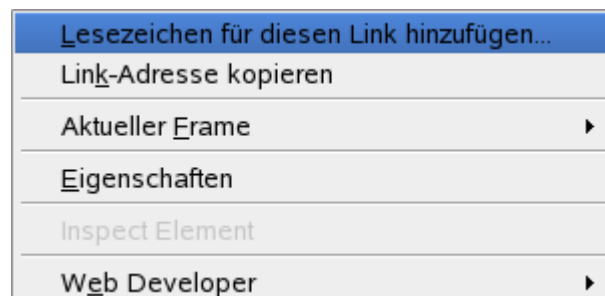 Lesezeichen für diesen Link hinzufügen...
Link-Adresse kopieren
Aktueller Frame
Eigenschaften
Inspect Element
Web Developer